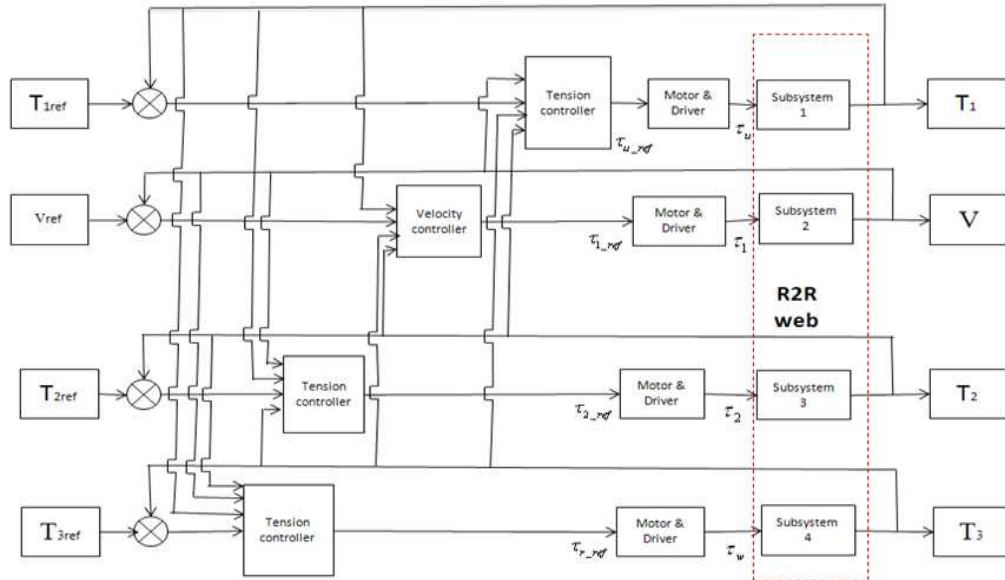 T1ref
Tension
controller
τu_ref
Motor &
Driver
τu
Subsystem
1
T1
Vref
Velocity
controller
τ1_ref
Motor &
Driver
τ1
Subsystem
2
V
R2R
web
T2ref
Tension
controller
τ2_ref
Motor &
Driver
τ2
Subsystem
3
T2
T3ref
Tension
controller
τr_ref
Motor &
Driver
τw
Subsystem
4
T3